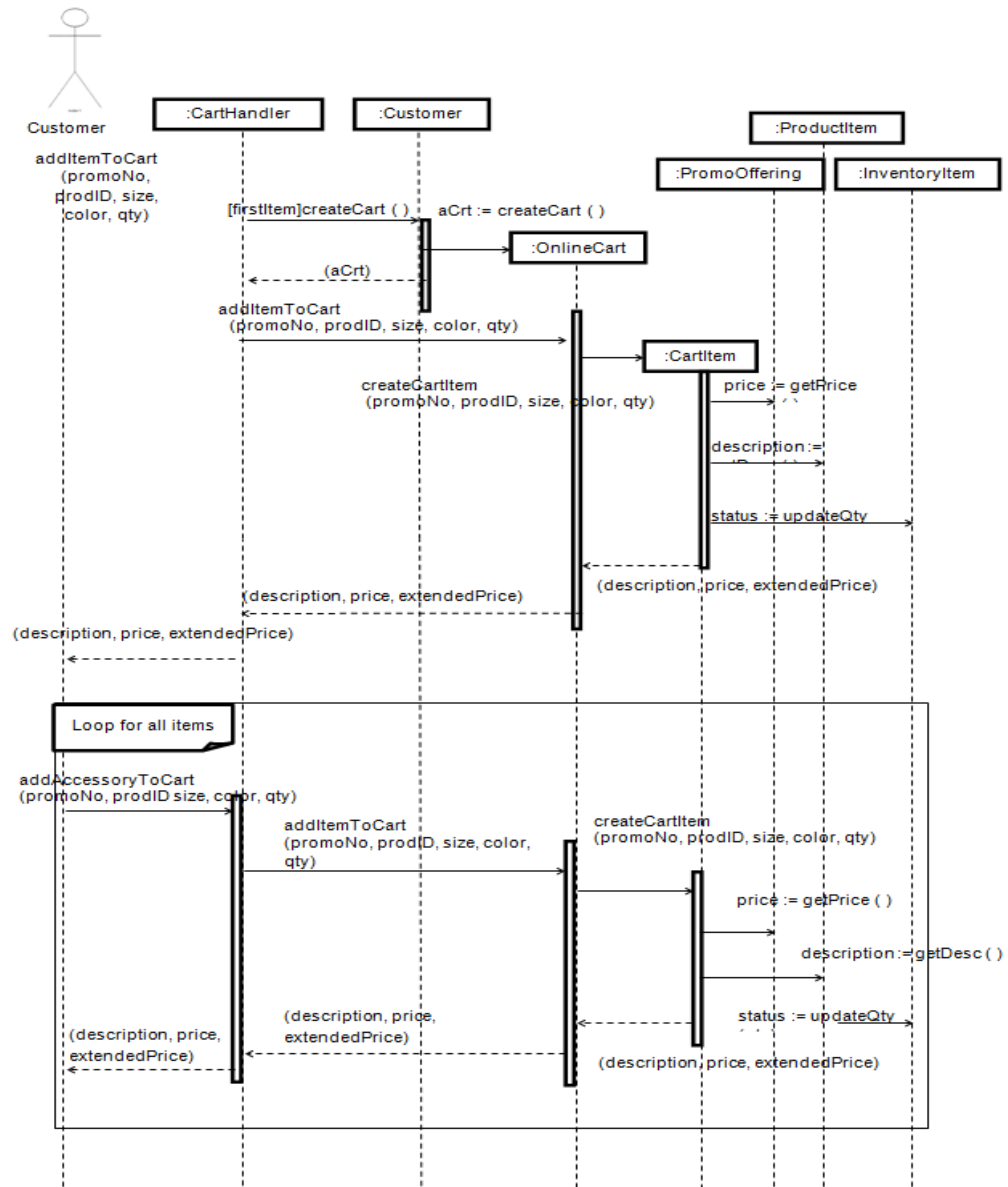 Customer
:CartHandler
:Customer
:ProductItem
:PromoOffering
:InventoryItem
addItemToCart
(promoNo,
prodID, size,
color, qty)
[firstItem]createCart ( )
aCrt := createCart ( )
:OnlineCart
(aCrt)
addItemToCart
(promoNo, prodID, size, color, qty)
:CartItem
createCartItem
(promoNo, prodID, size, color, qty)
price := getPrice
description :=
status := updateQty
(description, price, extendedPrice)
(description, price, extendedPrice)
(description, price, extendedPrice)
Loop for all items
addAccessoryToCart
(promoNo, prodID size, color, qty)
addItemToCart
(promoNo, prodID, size, color,
qty)
createCartItem
(promoNo, prodID, size, color, qty)
price := getPrice ( )
description := getDesc ( )
status := updateQty
(description, price, extendedPrice)
(description, price,
extendedPrice)
(description, price,
extendedPrice)